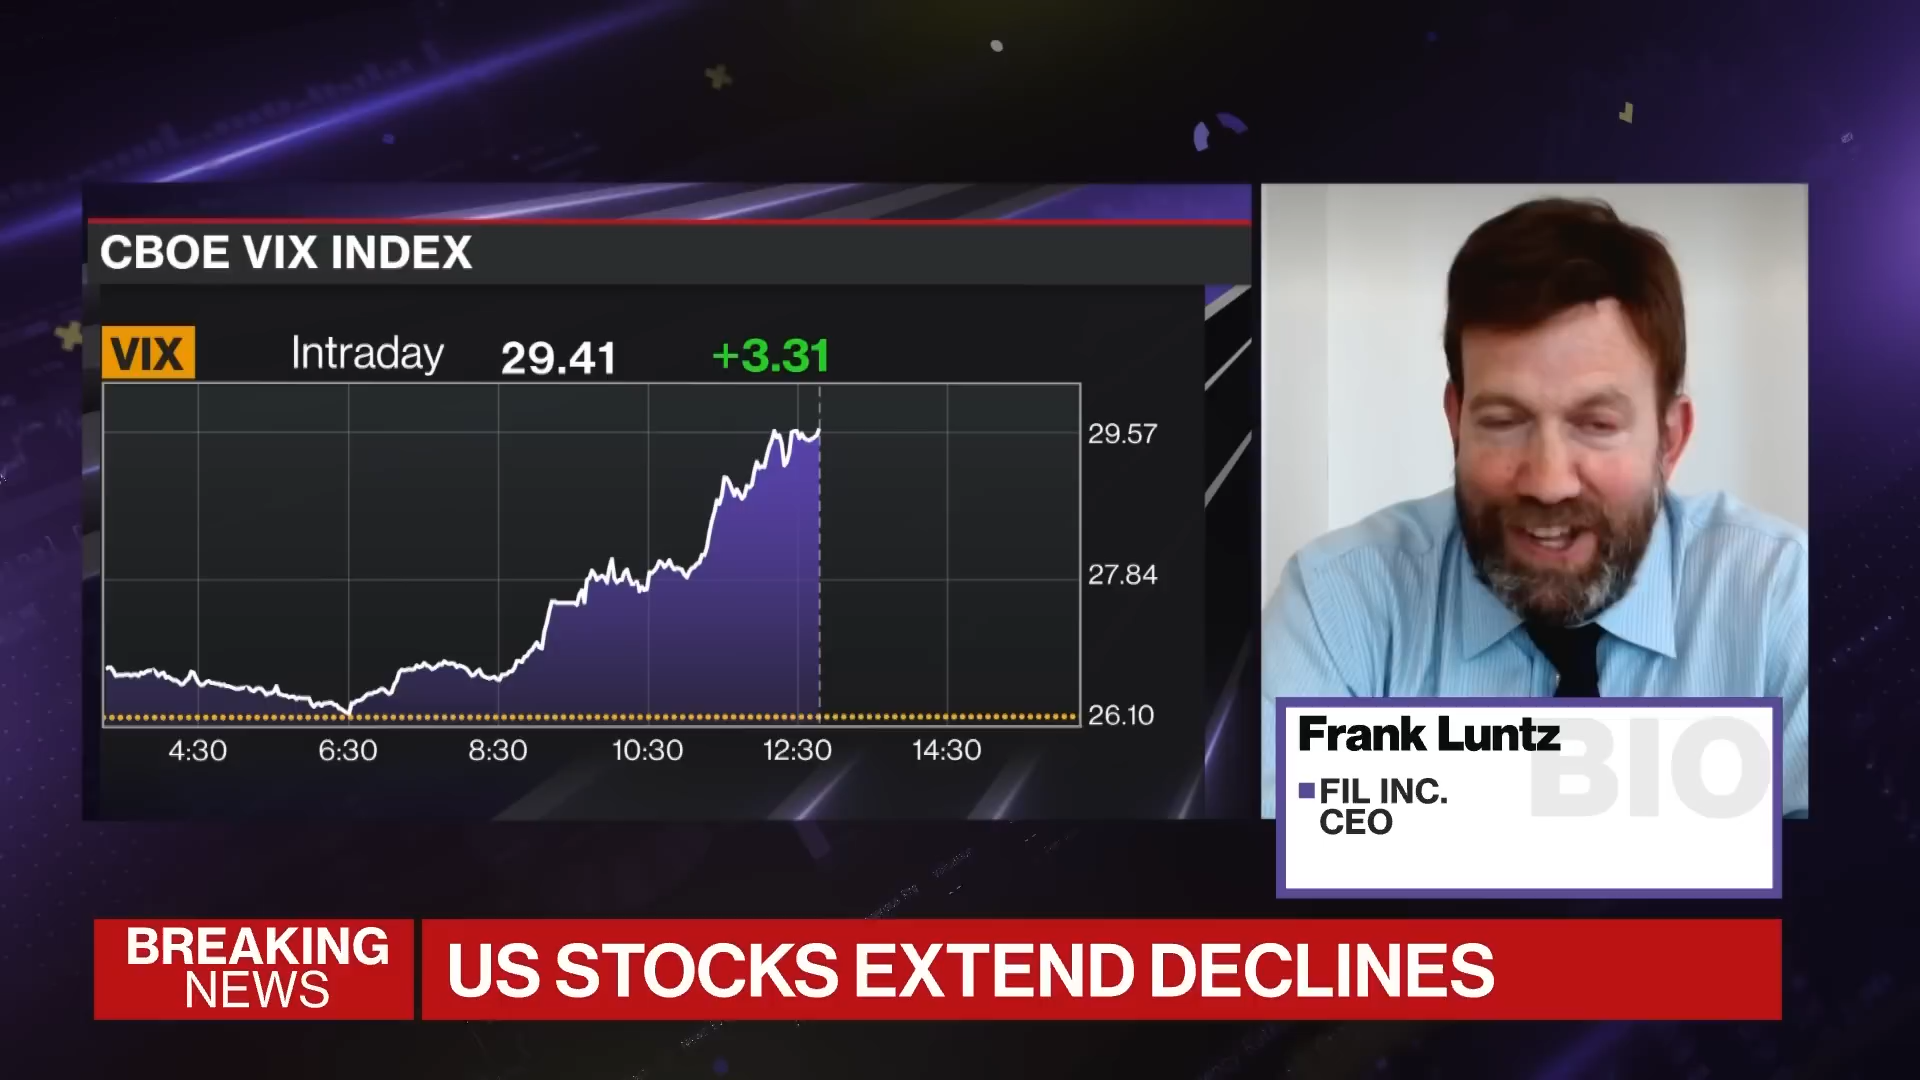 CBOE VIX INDEX
VIX Intraday 29.41 +3.31
29.57
27.84
26.10
4:30 6:30 8:30 10:30 12:30 14:30
Frank Luntz
BIO
FIL INC.
CEO
BREAKING
NEWS
US STOCKS EXTEND DECLINES